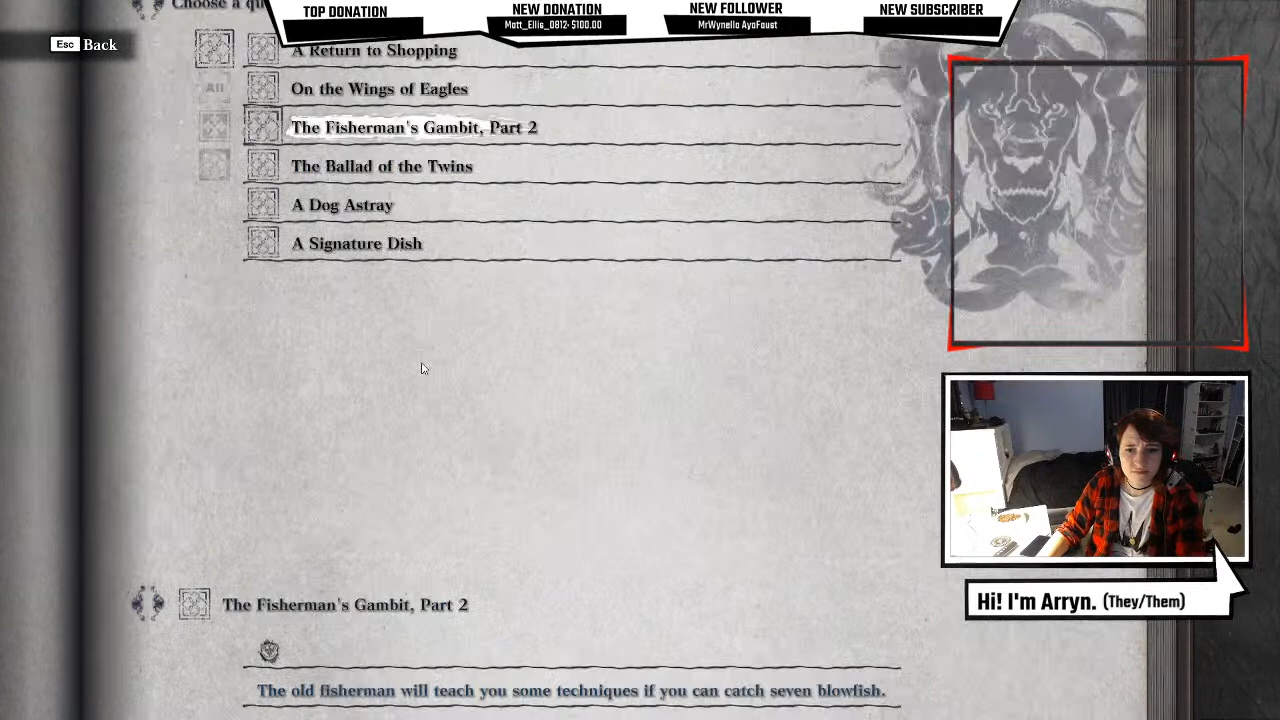 Choose a qu
TOP DONATION
NEW DONATION
Matt_Ellis_0812- $100.00
NEW FOLLOWER
MrWynello AyoFaust
NEW SUBSCRIBER
Esc Back
A Return to Shopping
All
On the Wings of Eagles
The Fisherman's Gambit, Part 2
The Ballad of the Twins
A Dog Astray
A Signature Dish
The Fisherman's Gambit, Part 2
The old fisherman will teach you some techniques if you can catch seven blowfish.
Hi! I'm Arryn. (They/Them)